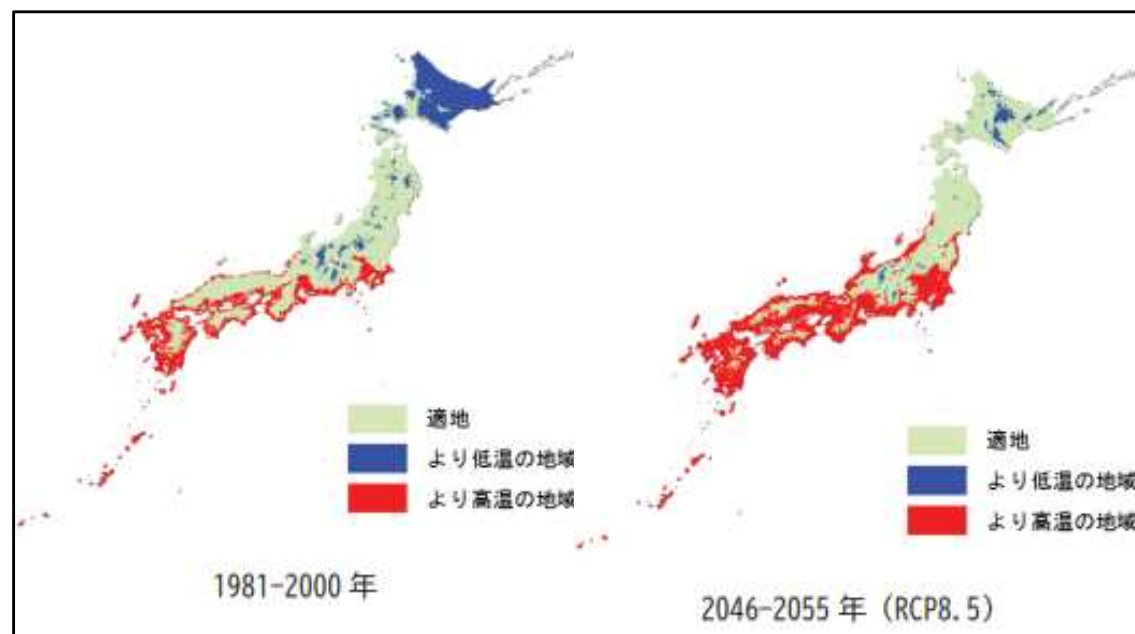 適地
より低温の地域
より高温の地域
1981-2000 年
適地
より低温の地域
より高温の地域
2046-2055 年 (RCP8.5)